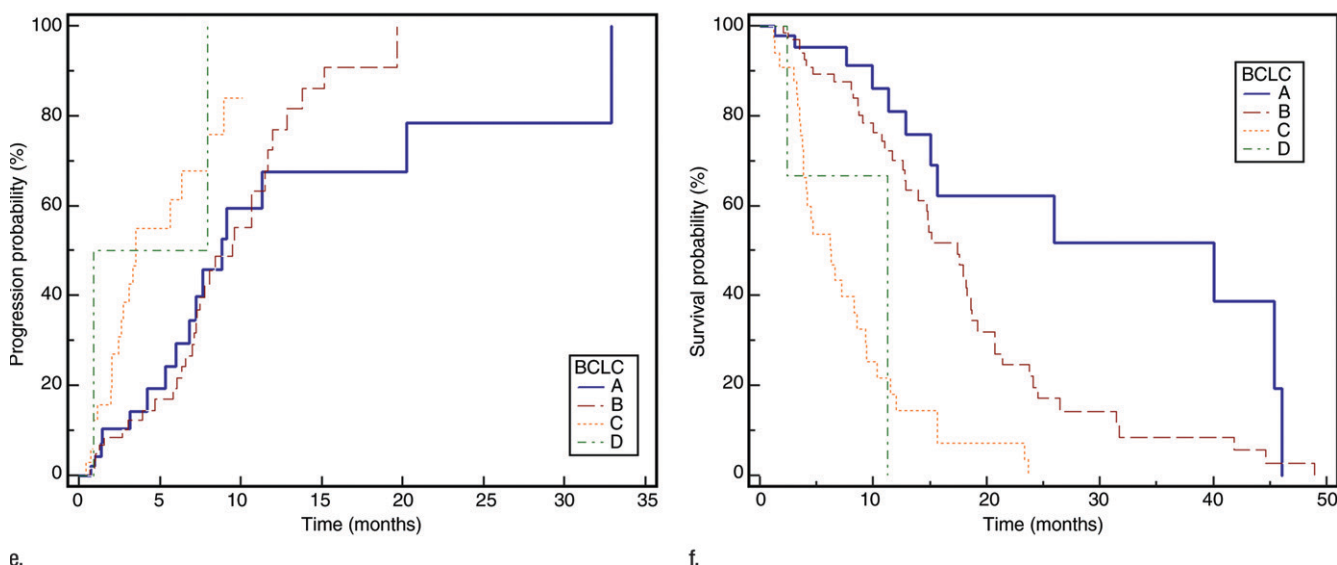 100
80
60
40
20
0
Progression probability (%)
BCLC
A
B
C
D
0 5 10 15 20 25 30 35
Time (months)
e.
100
80
60
40
20
0
Survival probability (%)
BCLC
A
B
C
D
0 10 20 30 40 50
Time (months)
f.